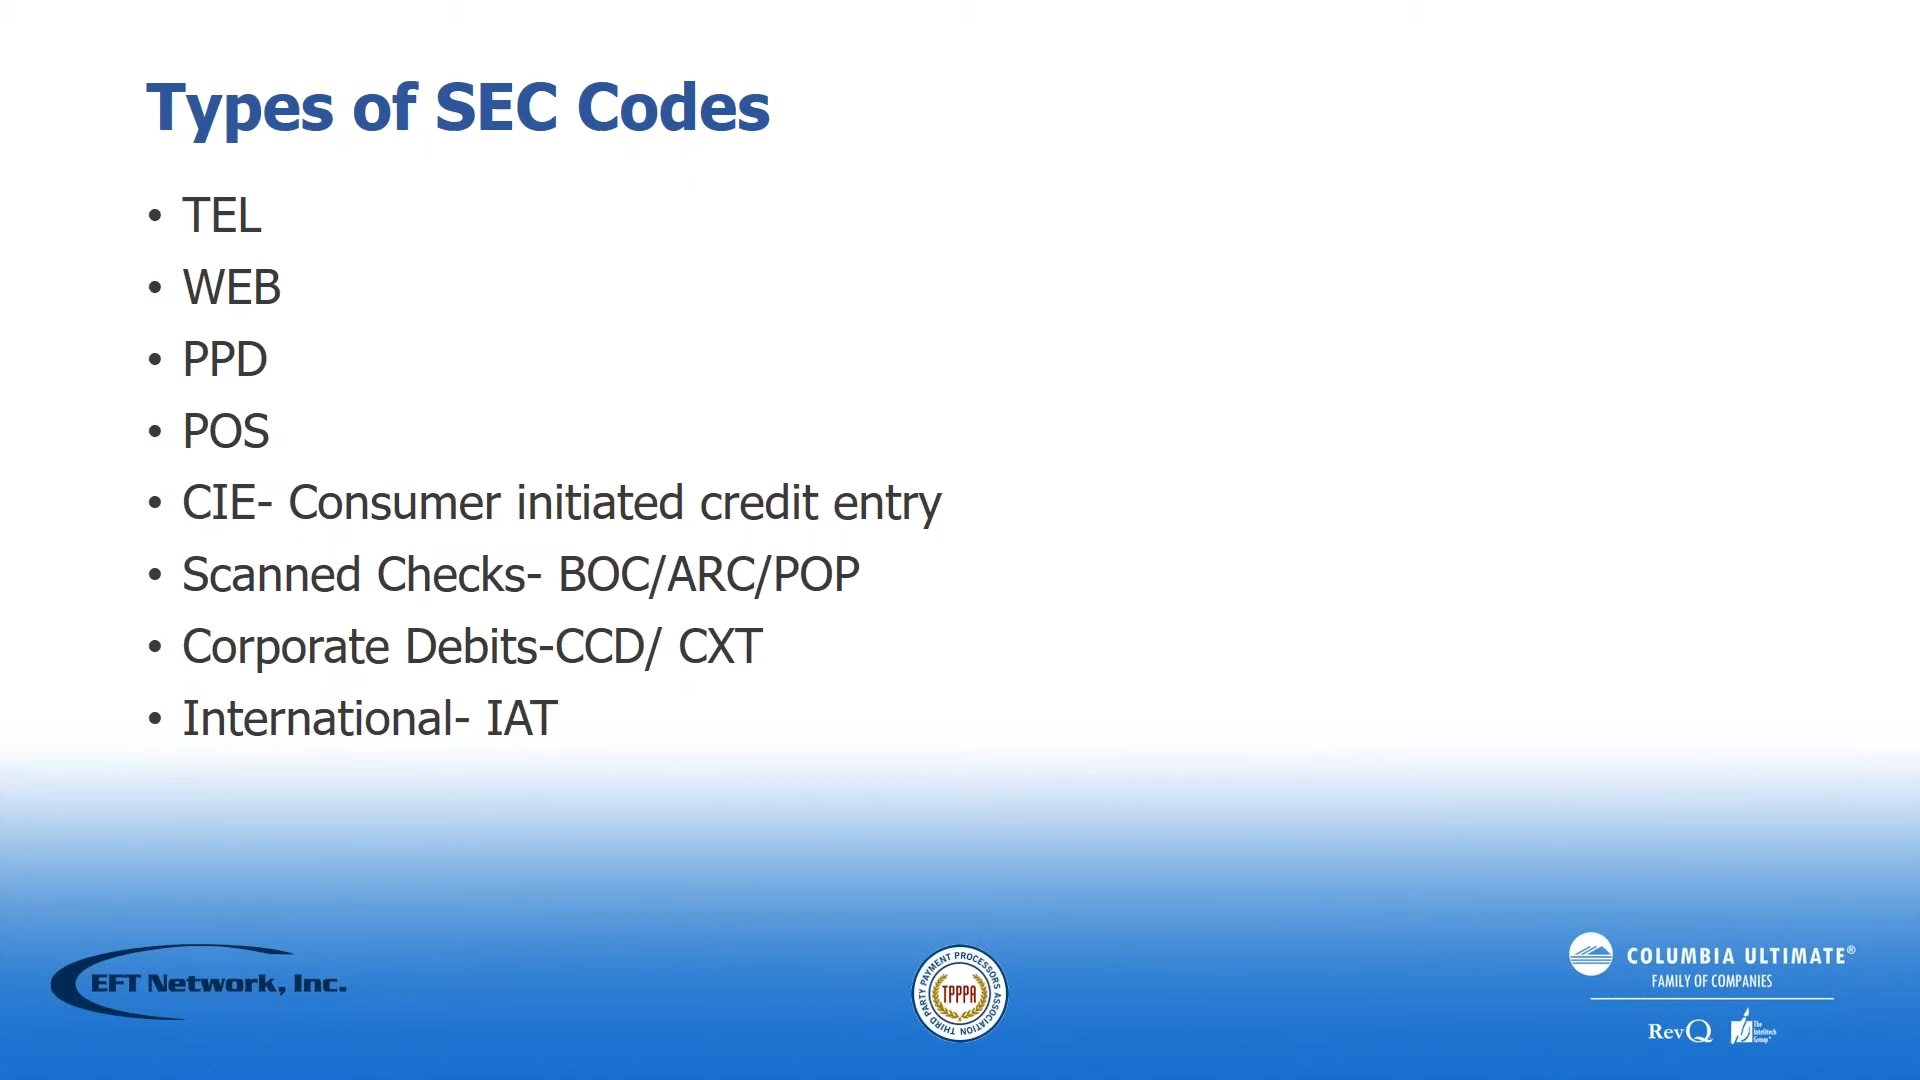 Types of SEC Codes
• TEL
• WEB
• PPD
• POS
• CIE- Consumer initiated credit entry
• Scanned Checks- BOC/ARC/POP
• Corporate Debits-CCD/ CXT
• International- IAT
EFT Network, Inc.
THIRD PARTY PAYMENT PROCESSORS ASSOCIATION
TPPPA
COLUMBIA ULTIMATE®
FAMILY OF COMPANIES
RevQ
The
Intelitech
Group